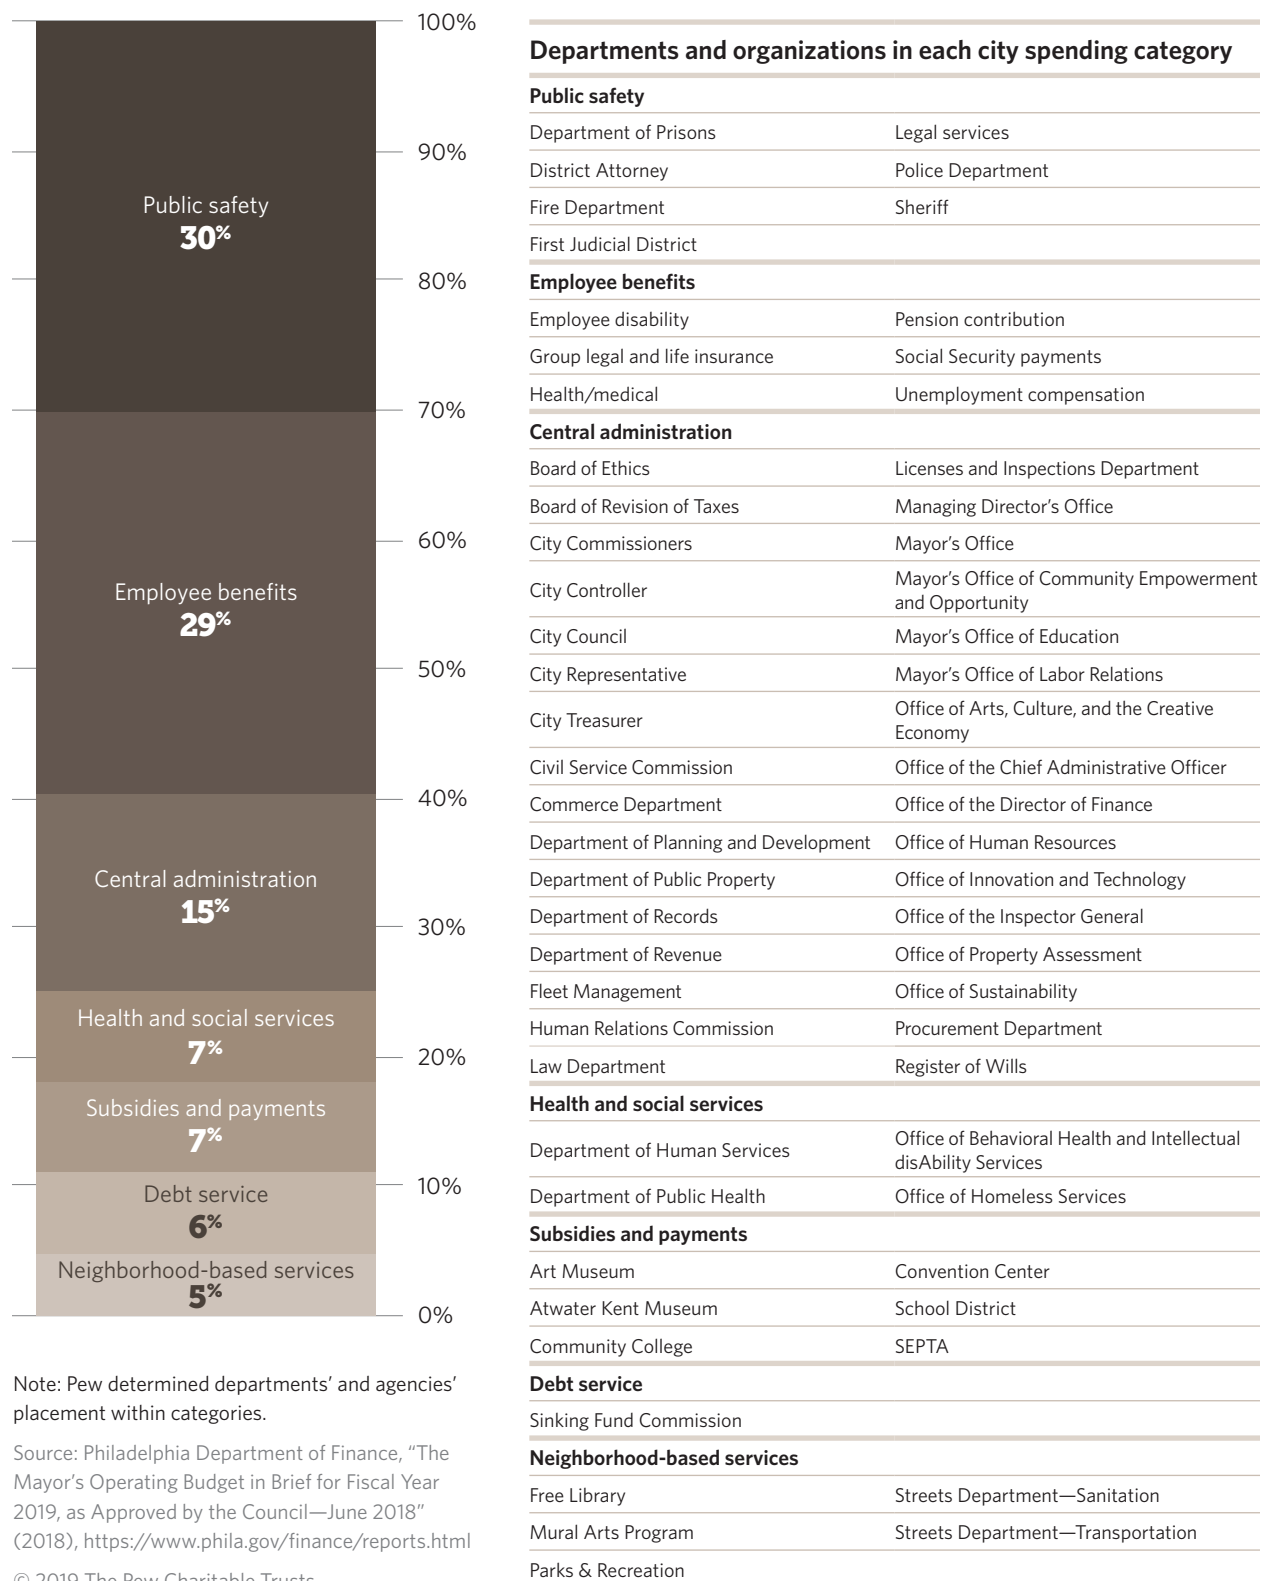 100%
90%
80%
70%
60%
50%
40%
30%
20%
10%
0%
Public safety
30%
Employee benefits
29%
Central administration
15%
Health and social services
7%
Subsidies and payments
7%
Debt service
6%
Neighborhood-based services
5%
Note: Pew determined departments’ and agencies’
placement within categories.
Source: Philadelphia Department of Finance, “The
Mayor’s Operating Budget in Brief for Fiscal Year
2019, as Approved by the Council—June 2018”
(2018), https://www.phila.gov/finance/reports.html
© 2019 The Pew Charitable Trusts
Departments and organizations in each city spending category
Public safety
Department of Prisons Legal services
District Attorney Police Department
Fire Department Sheriff
First Judicial District
Employee benefits
Employee disability Pension contribution
Group legal and life insurance Social Security payments
Health/medical Unemployment compensation
Central administration
Board of Ethics Licenses and Inspections Department
Board of Revision of Taxes Managing Director’s Office
City Commissioners Mayor’s Office
City Controller Mayor’s Office of Community Empowerment
and Opportunity
City Council Mayor’s Office of Education
City Representative Mayor’s Office of Labor Relations
City Treasurer Office of Arts, Culture, and the Creative
Economy
Civil Service Commission Office of the Chief Administrative Officer
Commerce Department Office of the Director of Finance
Department of Planning and Development Office of Human Resources
Department of Public Property Office of Innovation and Technology
Department of Records Office of the Inspector General
Department of Revenue Office of Property Assessment
Fleet Management Office of Sustainability
Human Relations Commission Procurement Department
Law Department Register of Wills
Health and social services
Department of Human Services Office of Behavioral Health and Intellectual
disAbility Services
Department of Public Health Office of Homeless Services
Subsidies and payments
Art Museum Convention Center
Atwater Kent Museum School District
Community College SEPTA
Debt service
Sinking Fund Commission
Neighborhood-based services
Free Library Streets Department—Sanitation
Mural Arts Program Streets Department—Transportation
Parks & Recreation